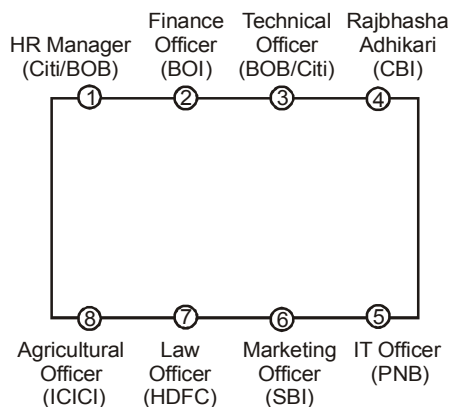 HR Manager
(Citi/BOB)
Finance
Officer
(BOI)
Technical
Officer
(BOB/Citi)
Rajbhasha
Adhikari
(CBI)
1
2
3
4
8
7
6
5
Agricultural
Officer
(ICICI)
Law
Officer
(HDFC)
Marketing
Officer
(SBI)
IT Officer
(PNB)